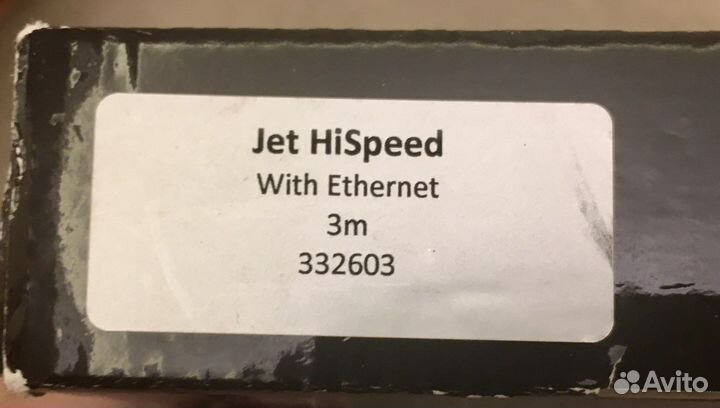 Jet HiSpeed
With Ethernet
3m
332603
Avito